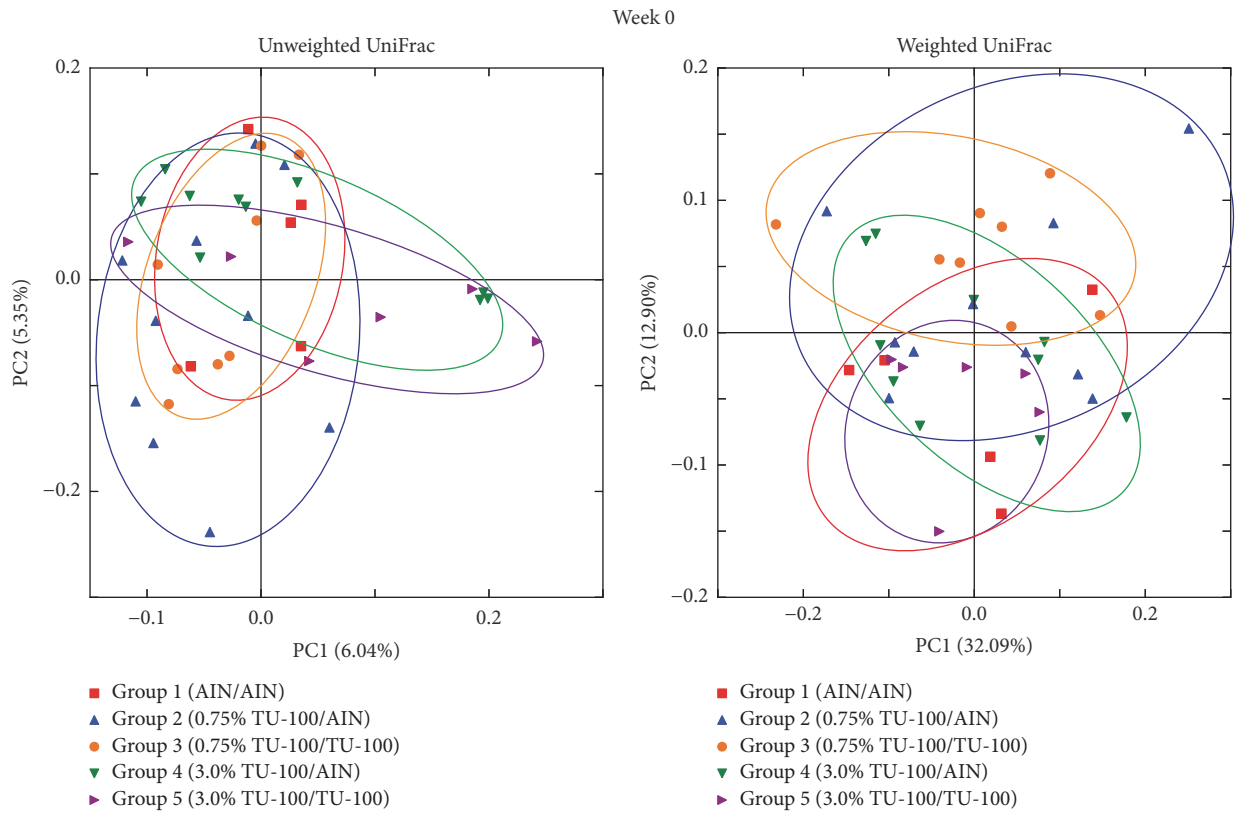 Week 0
Unweighted UniFrac
0.2
0.0
−0.2
−0.1
0.0
0.2
PC2 (5.35%)
PC1 (6.04%)
Group 1 (AIN/AIN)
Group 2 (0.75% TU-100/AIN)
Group 3 (0.75% TU-100/TU-100)
Group 4 (3.0% TU-100/AIN)
Group 5 (3.0% TU-100/TU-100)
Weighted UniFrac
0.2
0.1
0.0
−0.1
−0.2
−0.2
0.0
0.2
PC2 (12.90%)
PC1 (32.09%)
Group 1 (AIN/AIN)
Group 2 (0.75% TU-100/AIN)
Group 3 (0.75% TU-100/TU-100)
Group 4 (3.0% TU-100/AIN)
Group 5 (3.0% TU-100/TU-100)